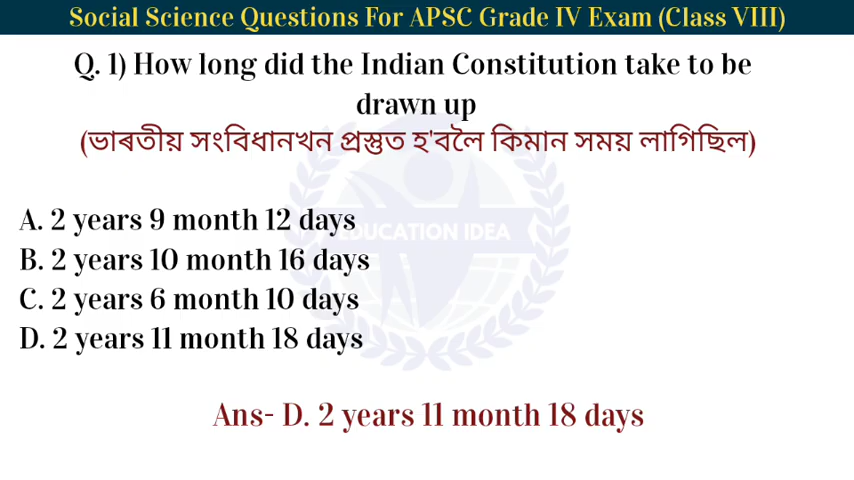 Social Science Questions For APSC Grade IV Exam (Class VIII)
Q. 1) How long did the Indian Constitution take to be
drawn up
(ভাৰতীয় সংবিধানখন প্ৰস্তুত হ'বলৈ কিমান সময় লাগিছিল)
A. 2 years 9 month 12 days
EDUCATION IDEA
B. 2 years 10 month 16 days
C. 2 years 6 month 10 days
D. 2 years 11 month 18 days
Ans- D. 2 years 11 month 18 days